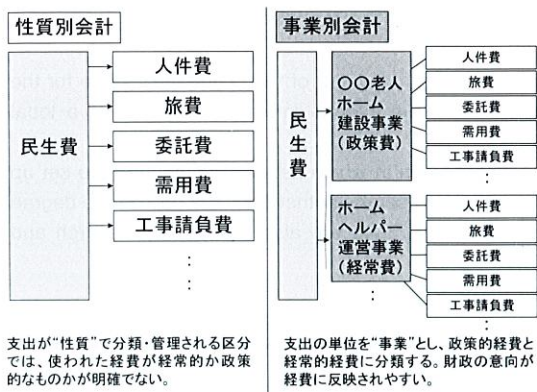 性質別会計
民生費
人件費
旅費
委託費
需用費
工事請負費
支出が“性質”で分類・管理される区分
では、使われた経費が経常的か政策
的なものかが明確でない。
事業別会計
民生費
〇〇老人
ホーム
建設事業
(政策費)
人件費
旅費
委託費
需用費
工事請負費
ホーム
ヘルパー
運営事業
(経常費)
人件費
旅費
委託費
需用費
工事請負費
支出の単位を“事業”とし、政策的経費と
経常的経費に分類する。財政の意向が
経費に反映されやすい。